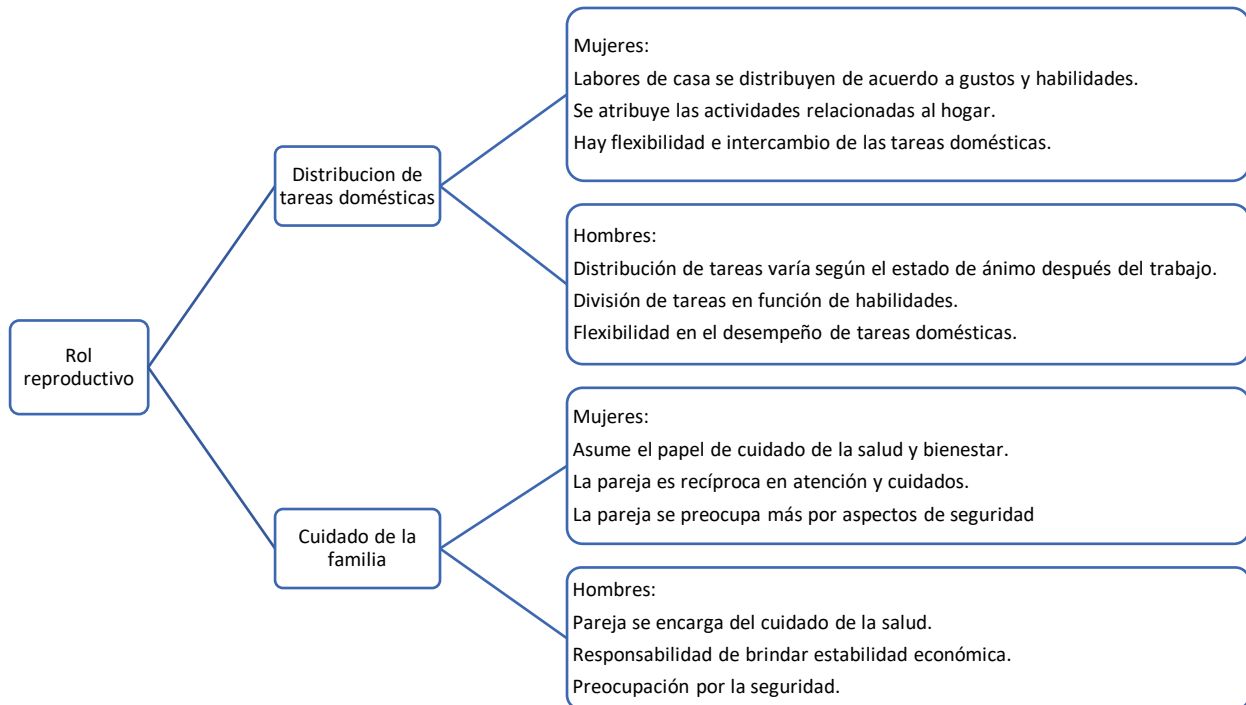 Rol
reproductivo
Distribucion de
tareas domésticas
Mujeres:
Labores de casa se distribuyen de acuerdo a gustos y habilidades.
Se atribuye las actividades relacionadas al hogar.
Hay flexibilidad e intercambio de las tareas domésticas.
Hombres:
Distribución de tareas varía según el estado de ánimo después del trabajo.
División de tareas en función de habilidades.
Flexibilidad en el desempeño de tareas domésticas.
Cuidado de la
familia
Mujeres:
Asume el papel de cuidado de la salud y bienestar.
La pareja es recíproca en atención y cuidados.
La pareja se preocupa más por aspectos de seguridad
Hombres:
Pareja se encarga del cuidado de la salud.
Responsabilidad de brindar estabilidad económica.
Preocupación por la seguridad.